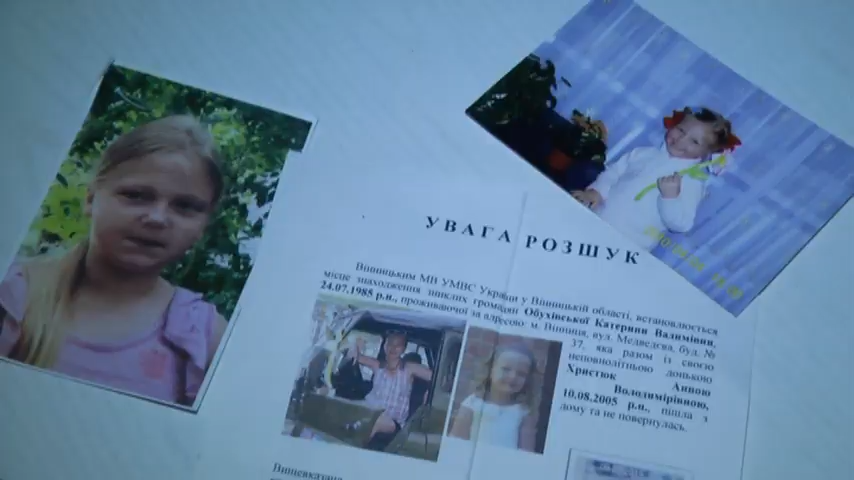 УВАГА РОЗШУК
Вінницьким МВ УМВС України у Вінницькій області, встановлюється
місце знаходження зниклих громадян Обухівської Катерини Вадимівни,
24.07.1985 р.н., проживаючої за адресою: м. Вінниця, вул. Медведєва, буд. №
37, яка разом із своєю
неповнолітньою донькою
Христюк Анною
Володимирівною,
10.08.2005 р.н., пішла з
дому та не повернулась.
Вищевказана